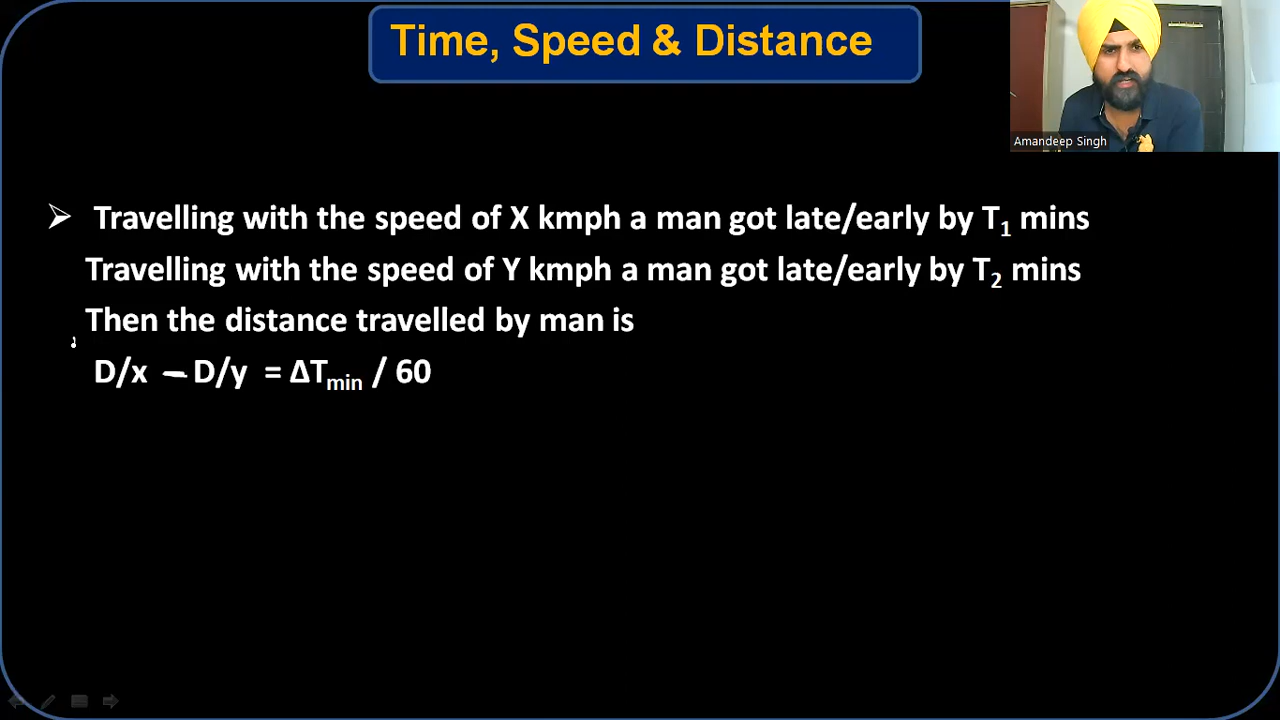 Time, Speed & Distance
Amandeep Singh
➢ Travelling with the speed of X kmph a man got late/early by T₁ mins
Travelling with the speed of Y kmph a man got late/early by T₂ mins
Then the distance travelled by man is
D/x – D/y = ΔTmin / 60